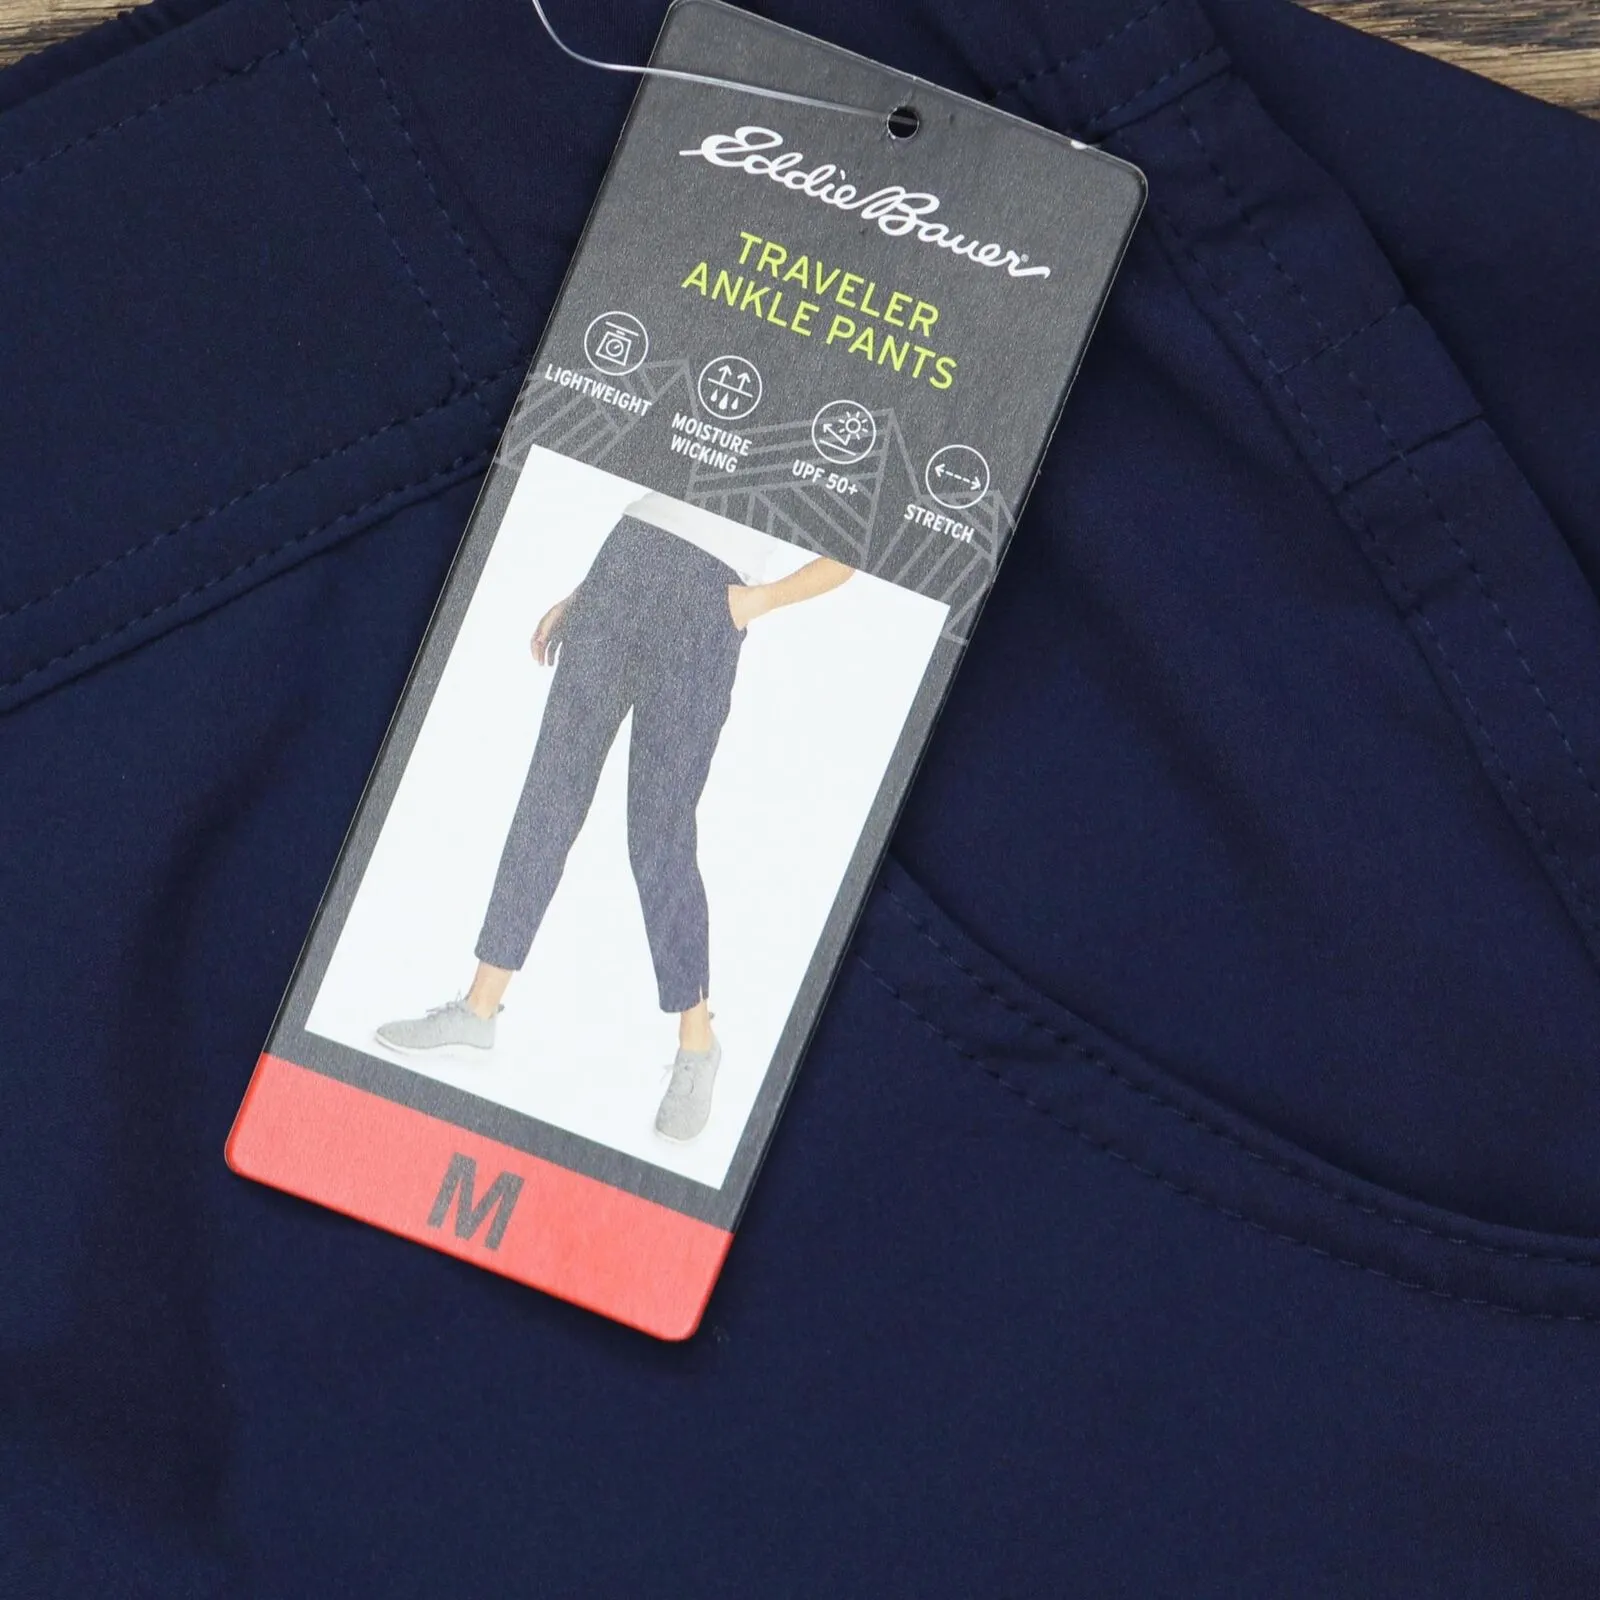 Eddie Bauer
TRAVELER
ANKLE PANTS
LIGHTWEIGHT
MOISTURE
WICKING
UPF 50+
STRETCH
M